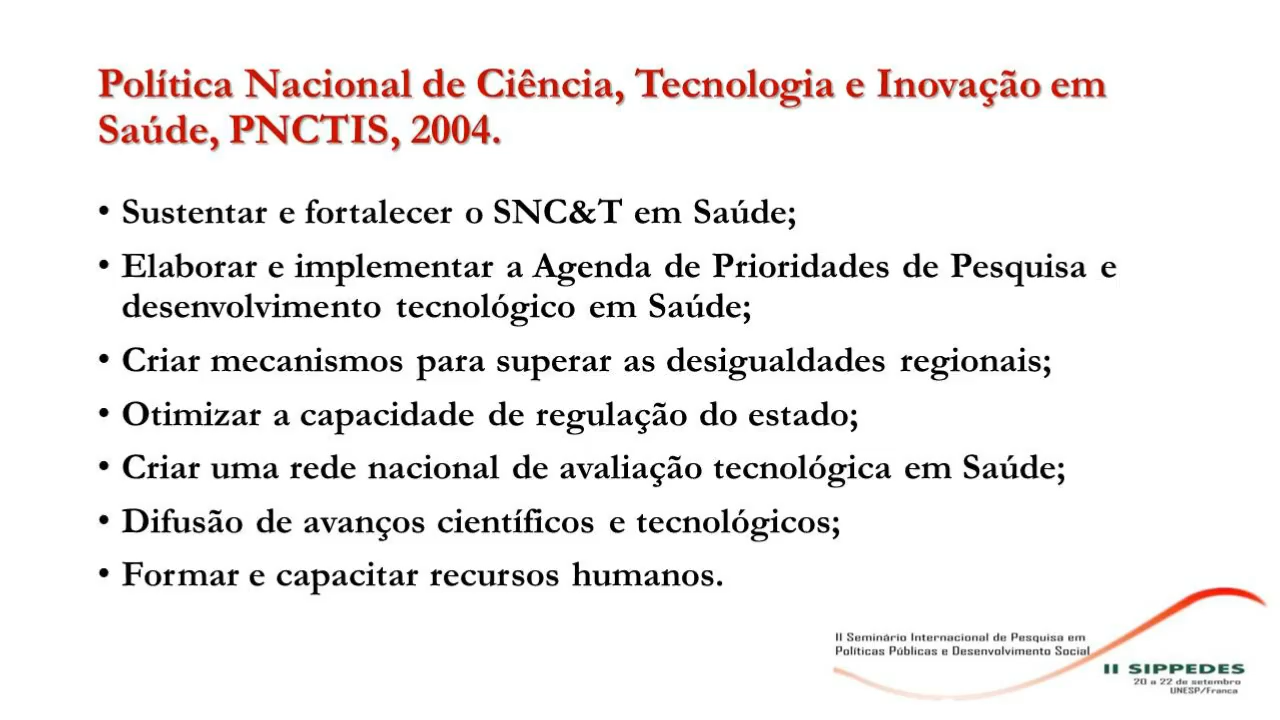 Política Nacional de Ciência, Tecnologia e Inovação em
Saúde, PNCTIS, 2004.
• Sustentar e fortalecer o SNC&T em Saúde;
• Elaborar e implementar a Agenda de Prioridades de Pesquisa e
desenvolvimento tecnológico em Saúde;
• Criar mecanismos para superar as desigualdades regionais;
• Otimizar a capacidade de regulação do estado;
• Criar uma rede nacional de avaliação tecnológica em Saúde;
• Difusão de avanços científicos e tecnológicos;
• Formar e capacitar recursos humanos.
II Seminário Internacional de Pesquisa em
Políticas Públicas e Desenvolvimento Social
II SIPPEDES
20 a 22 de setembro
UNESP/Franca